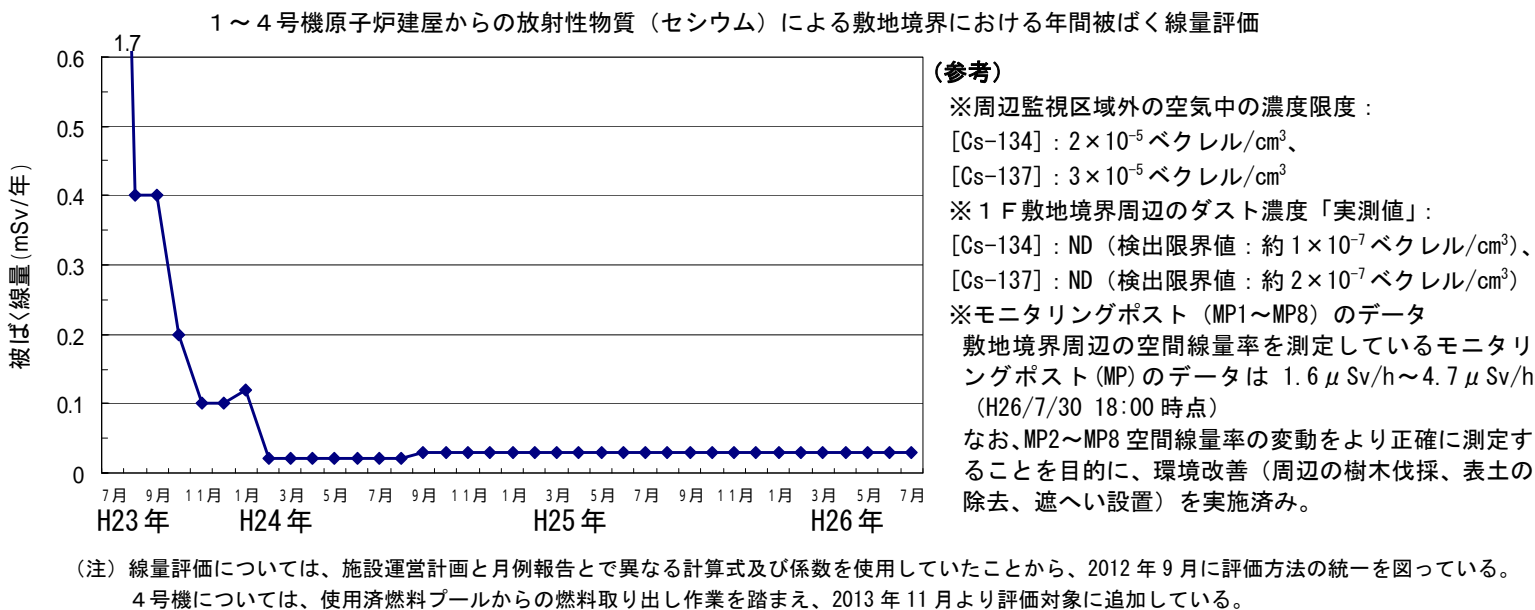 １～４号機原子炉建屋からの放射性物質（セシウム）による敷地境界における年間被ばく線量評価
1.7
0.6
0.5
0.4
0.3
0.2
0.1
0
被ばく線量(mSv/年)
7月 9月 11月 1月 3月 5月 7月 9月 11月 1月 3月 5月 7月 9月 11月 1月 3月 5月 7月
H23年 H24年 H25年 H26年
（参考）
※周辺監視区域外の空気中の濃度限度：
[Cs-134]：2×10⁻⁵ベクレル/cm³、
[Cs-137]：3×10⁻⁵ベクレル/cm³
※１Ｆ敷地境界周辺のダスト濃度「実測値」：
[Cs-134]：ND（検出限界値：約1×10⁻⁷ベクレル/cm³）、
[Cs-137]：ND（検出限界値：約2×10⁻⁷ベクレル/cm³）
※モニタリングポスト（MP1～MP8）のデータ
敷地境界周辺の空間線量率を測定しているモニタリ
ングポスト(MP)のデータは 1.6μSv/h～4.7μSv/h
（H26/7/30 18:00時点）
なお、MP2～MP8空間線量率の変動をより正確に測定す
ることを目的に、環境改善（周辺の樹木伐採、表土の
除去、遮へい設置）を実施済み。
（注）線量評価については、施設運営計画と月例報告とで異なる計算式及び係数を使用していたことから、2012年9月に評価方法の統一を図っている。
４号機については、使用済燃料プールからの燃料取り出し作業を踏まえ、2013年11月より評価対象に追加している。